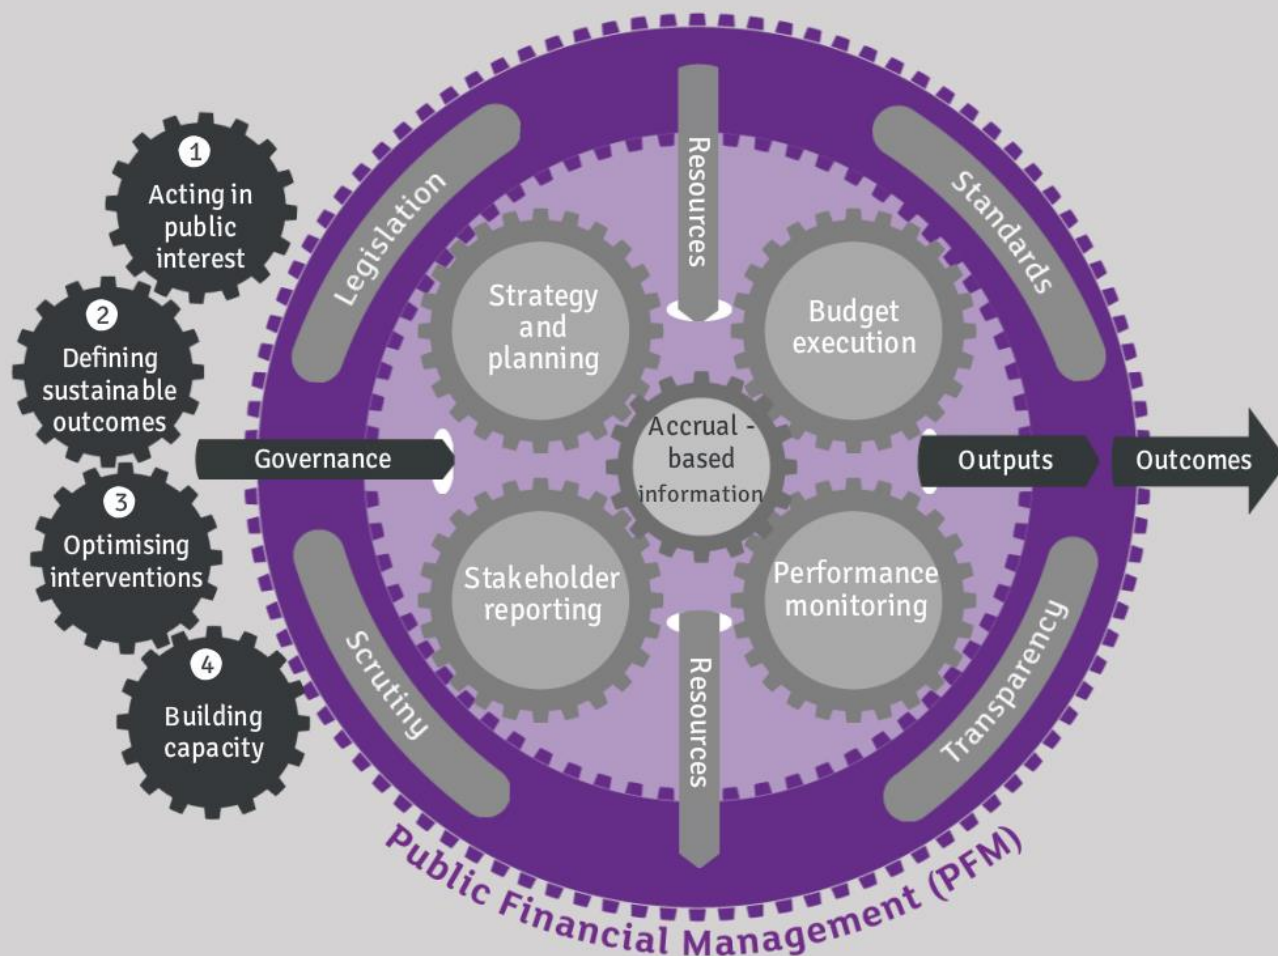 1
Acting in
public
interest
2
Defining
sustainable
outcomes
3
Optimising
interventions
4
Building
capacity
Governance
Legislation
Resources
Standards
Strategy
and
planning
Budget
execution
Accrual -
based
information
Outputs
Outcomes
Stakeholder
reporting
Performance
monitoring
Scrutiny
Resources
Transparency
Public Financial Management (PFM)